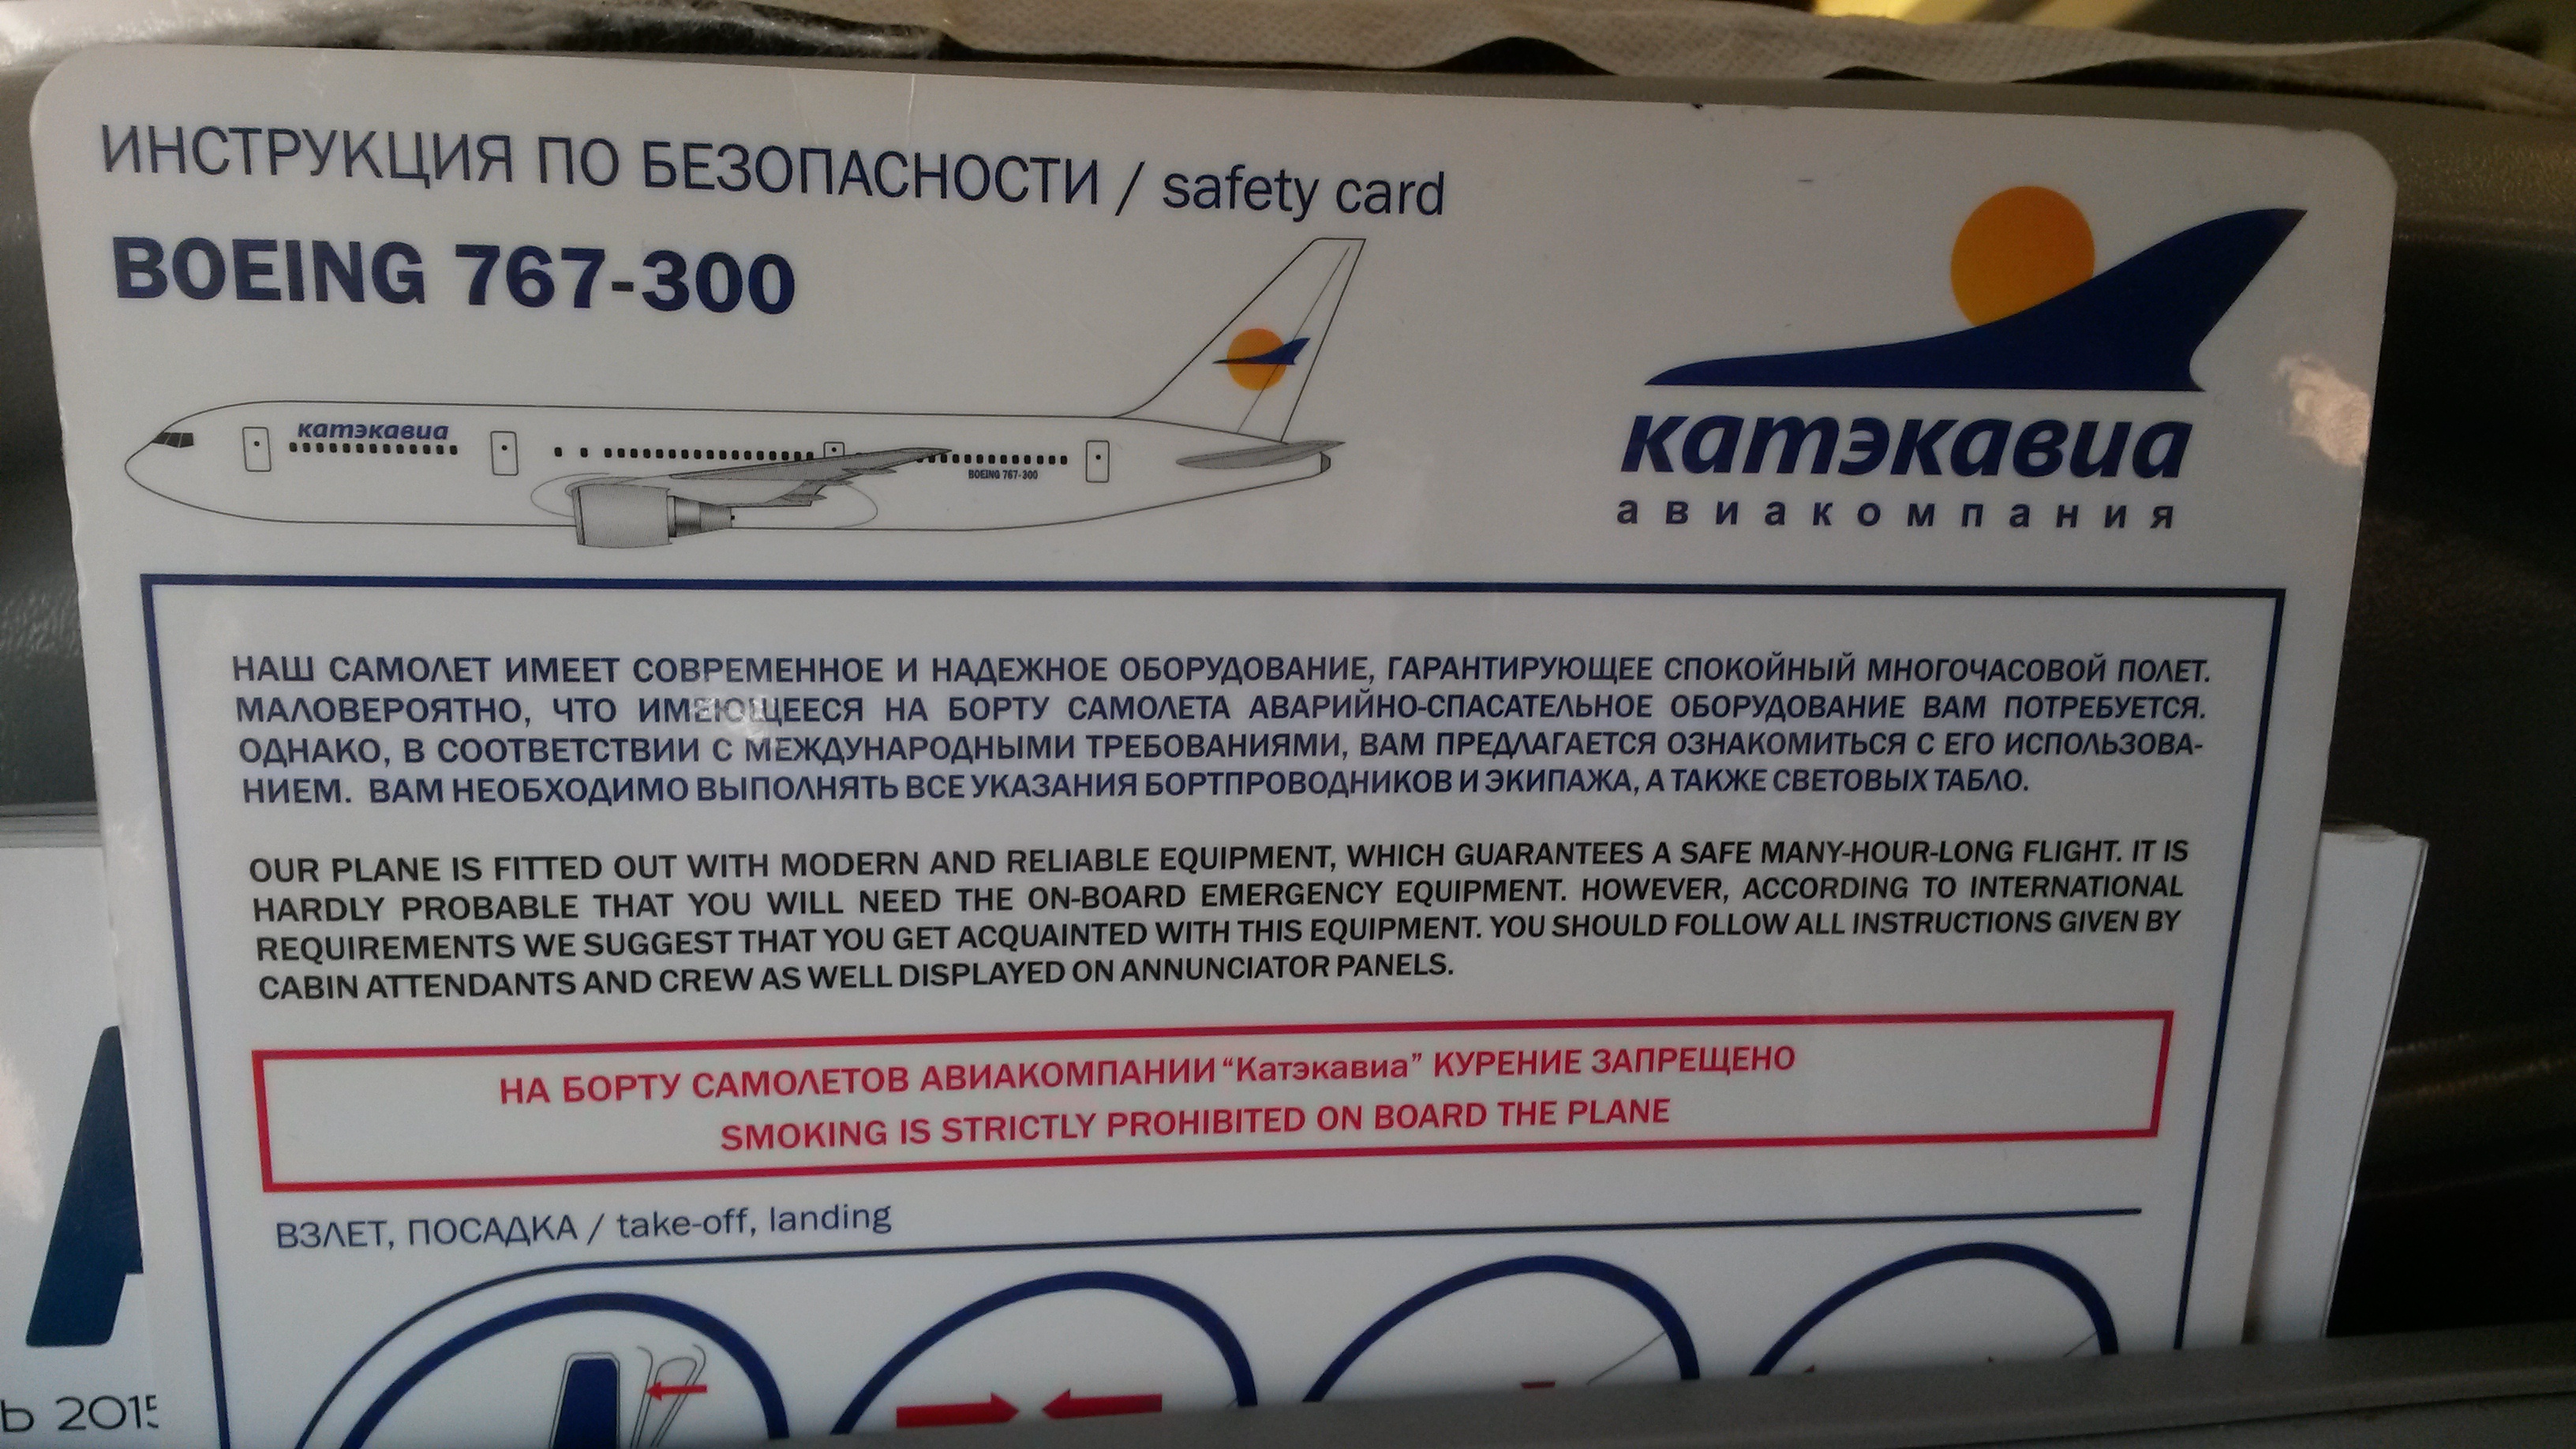 ИНСТРУКЦИЯ ПО БЕЗОПАСНОСТИ / safety card
BOEING 767-300
катэкавиа
BOEING 767-300
катэкавиа
авиакомпания
НАШ САМОЛЕТ ИМЕЕТ СОВРЕМЕННОЕ И НАДЕЖНОЕ ОБОРУДОВАНИЕ, ГАРАНТИРУЮЩЕЕ СПОКОЙНЫЙ МНОГОЧАСОВОЙ ПОЛЕТ.
МАЛОВЕРОЯТНО, ЧТО ИМЕЮЩЕЕСЯ НА БОРТУ САМОЛЕТА АВАРИЙНО-СПАСАТЕЛЬНОЕ ОБОРУДОВАНИЕ ВАМ ПОТРЕБУЕТСЯ.
ОДНАКО, В СООТВЕТСТВИИ С МЕЖДУНАРОДНЫМИ ТРЕБОВАНИЯМИ, ВАМ ПРЕДЛАГАЕТСЯ ОЗНАКОМИТЬСЯ С ЕГО ИСПОЛЬЗОВА-
НИЕМ. ВАМ НЕОБХОДИМО ВЫПОЛНЯТЬ ВСЕ УКАЗАНИЯ БОРТПРОВОДНИКОВ И ЭКИПАЖА, А ТАКЖЕ СВЕТОВЫХ ТАБЛО.
OUR PLANE IS FITTED OUT WITH MODERN AND RELIABLE EQUIPMENT, WHICH GUARANTEES A SAFE MANY-HOUR-LONG FLIGHT. IT IS
HARDLY PROBABLE THAT YOU WILL NEED THE ON-BOARD EMERGENCY EQUIPMENT. HOWEVER, ACCORDING TO INTERNATIONAL
REQUIREMENTS WE SUGGEST THAT YOU GET ACQUAINTED WITH THIS EQUIPMENT. YOU SHOULD FOLLOW ALL INSTRUCTIONS GIVEN BY
CABIN ATTENDANTS AND CREW AS WELL DISPLAYED ON ANNUNCIATOR PANELS.
НА БОРТУ САМОЛЕТОВ АВИАКОМПАНИИ “Катэкавиа” КУРЕНИЕ ЗАПРЕЩЕНО
SMOKING IS STRICTLY PROHIBITED ON BOARD THE PLANE
ВЗЛЕТ, ПОСАДКА / take-off, landing
2015